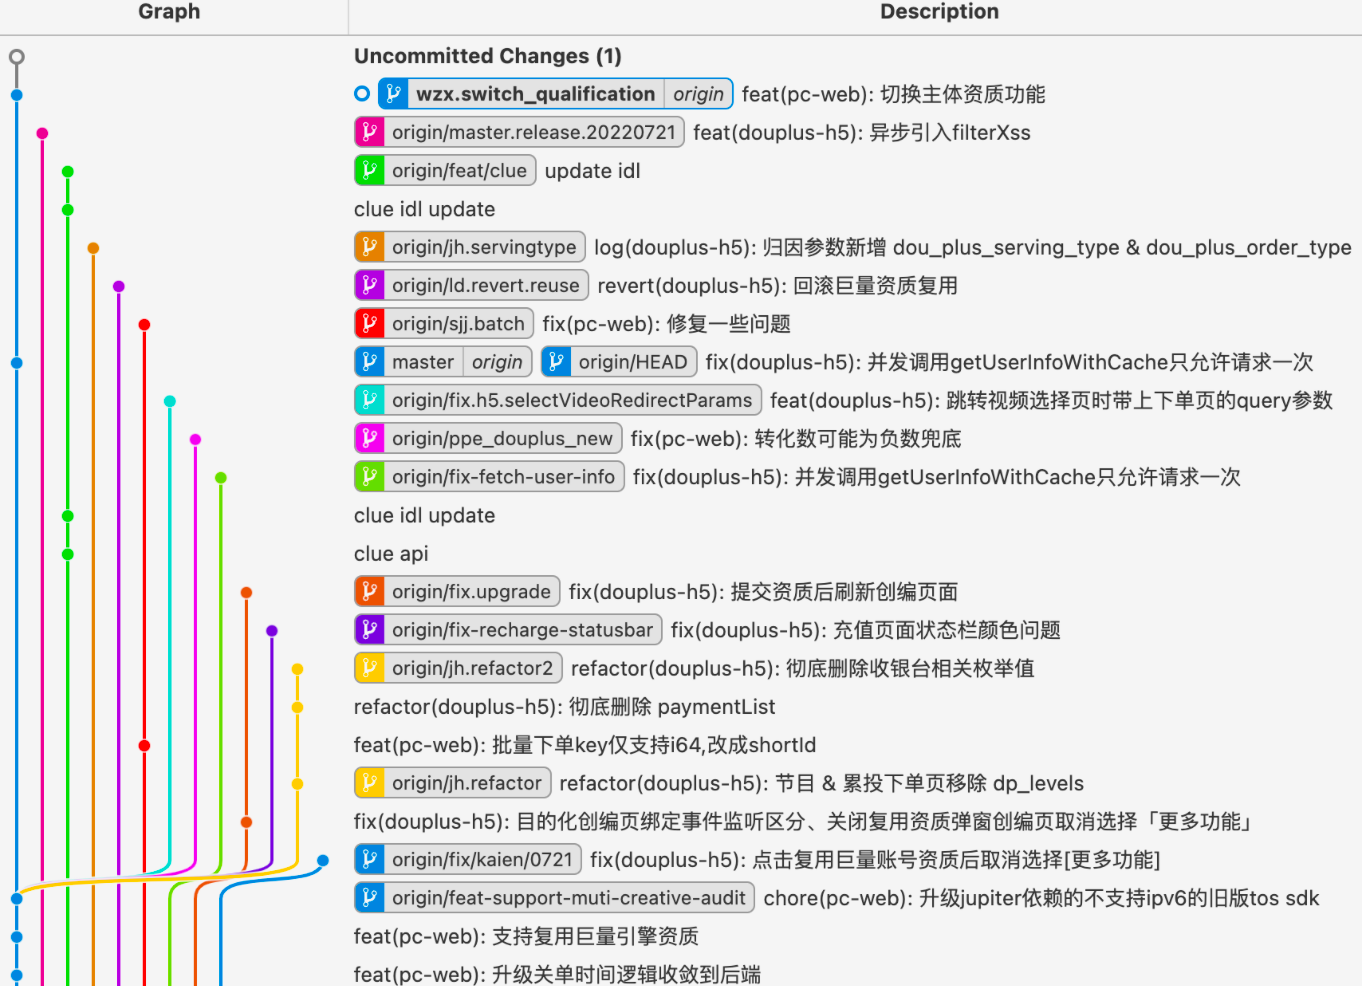 Graph Description
Uncommitted Changes (1)
wzx.switch_qualification origin feat(pc-web): 切换主体资质功能
origin/master.release.20220721 feat(douplus-h5): 异步引入filterXss
origin/feat/clue update idl
clue idl update
origin/jh.servingtype log(douplus-h5): 归因参数新增 dou_plus_serving_type & dou_plus_order_type
origin/ld.revert.reuse revert(douplus-h5): 回滚巨量资质复用
origin/sjj.batch fix(pc-web): 修复一些问题
master origin origin/HEAD fix(douplus-h5): 并发调用getUserInfoWithCache只允许请求一次
origin/fix.h5.selectVideoRedirectParams feat(douplus-h5): 跳转视频选择页时带上下单页的query参数
origin/ppe_douplus_new fix(pc-web): 转化数可能为负数兜底
origin/fix-fetch-user-info fix(douplus-h5): 并发调用getUserInfoWithCache只允许请求一次
clue idl update
clue api
origin/fix.upgrade fix(douplus-h5): 提交资质后刷新创编页面
origin/fix-recharge-statusbar fix(douplus-h5): 充值页面状态栏颜色问题
origin/jh.refactor2 refactor(douplus-h5): 彻底删除收银台相关枚举值
refactor(douplus-h5): 彻底删除 paymentList
feat(pc-web): 批量下单key仅支持i64,改成shortId
origin/jh.refactor refactor(douplus-h5): 节目 & 累投下单页移除 dp_levels
fix(douplus-h5): 目的化创编页绑定事件监听区分、关闭复用资质弹窗创编页取消选择「更多功能」
origin/fix/kaien/0721 fix(douplus-h5): 点击复用巨量账号资质后取消选择[更多功能]
origin/feat-support-muti-creative-audit chore(pc-web): 升级jupiter依赖的不支持ipv6的旧版tos sdk
feat(pc-web): 支持复用巨量引擎资质
feat(pc-web): 升级关单时间逻辑收敛到后端